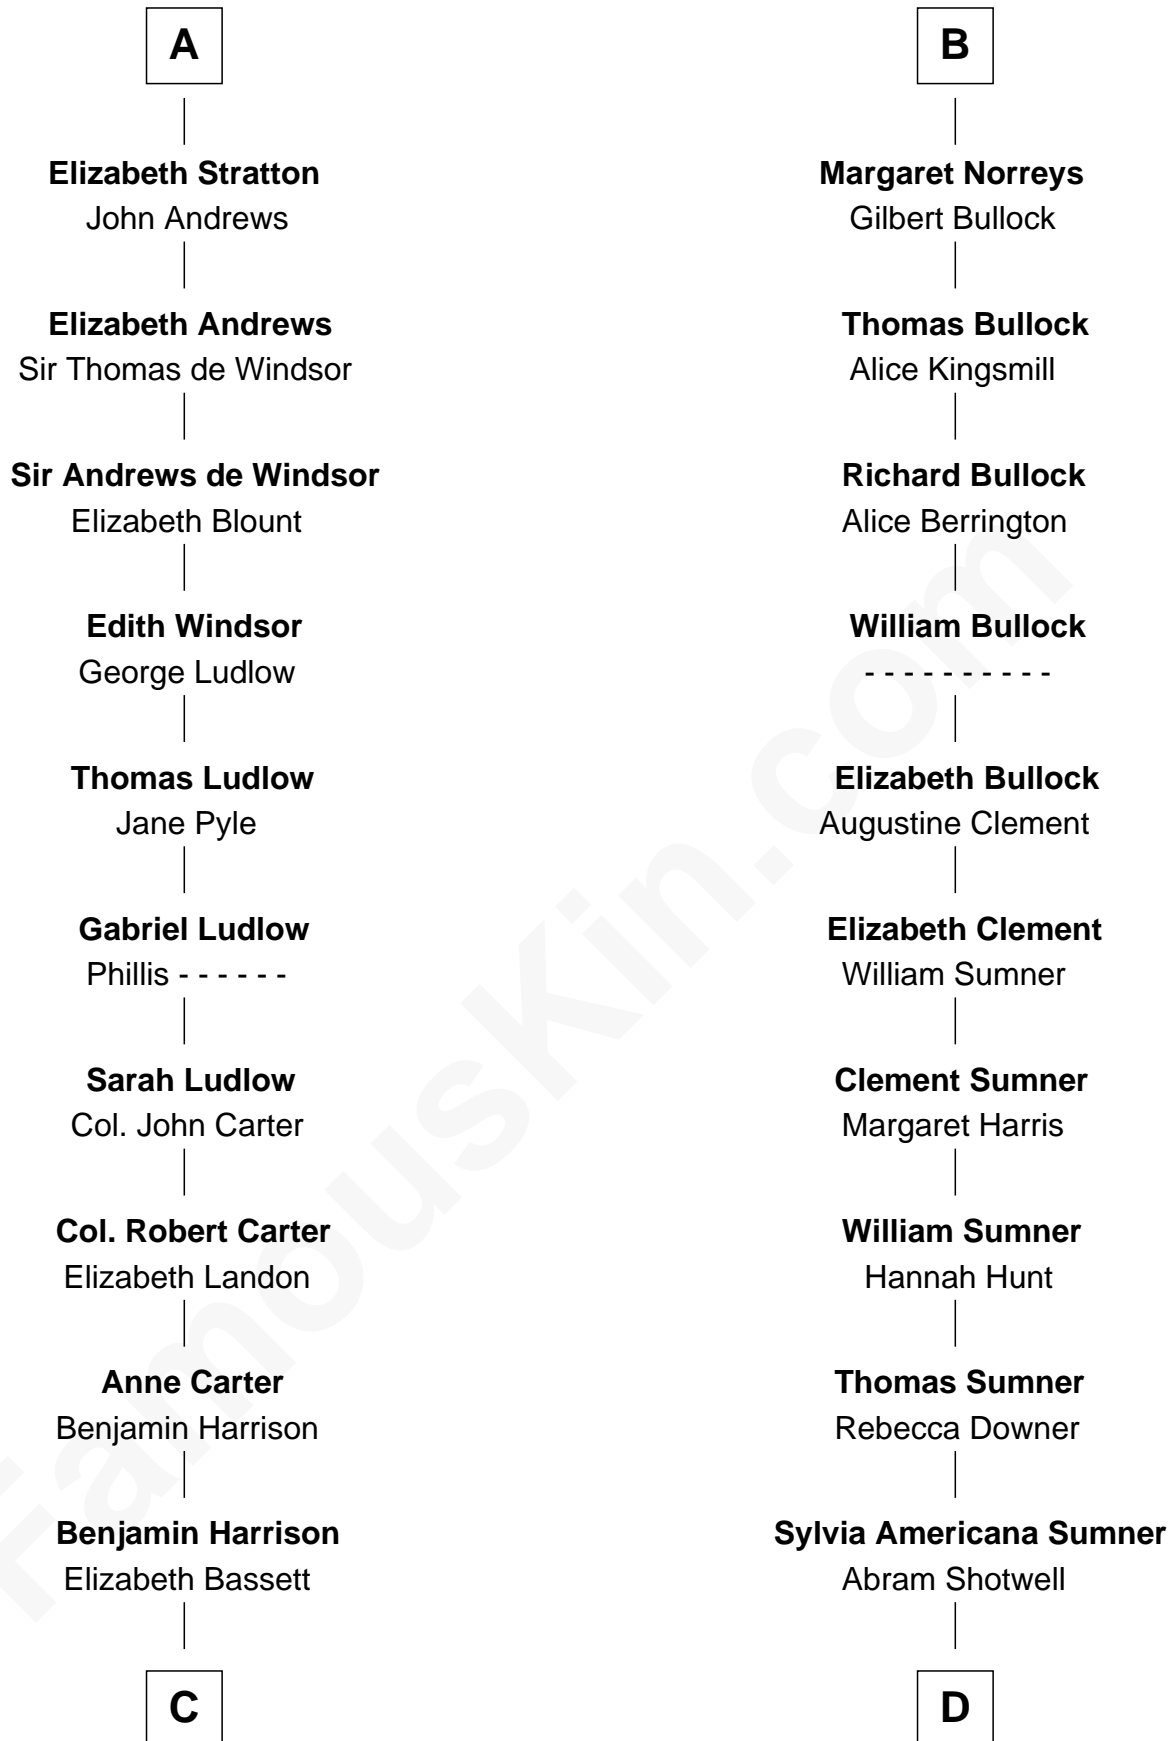 A
Elizabeth Stratton
John Andrews
Elizabeth Andrews
Sir Thomas de Windsor
Sir Andrews de Windsor
Elizabeth Blount
Edith Windsor
George Ludlow
Thomas Ludlow
Jane Pyle
Gabriel Ludlow
Phillis - - - - - -
Sarah Ludlow
Col. John Carter
Col. Robert Carter
Elizabeth Landon
Anne Carter
Benjamin Harrison
Benjamin Harrison
Elizabeth Bassett
C
B
Margaret Norreys
Gilbert Bullock
Thomas Bullock
Alice Kingsmill
Richard Bullock
Alice Berrington
William Bullock
- - - - - - - - - -
Elizabeth Bullock
Augustine Clement
Elizabeth Clement
William Sumner
Clement Sumner
Margaret Harris
William Sumner
Hannah Hunt
Thomas Sumner
Rebecca Downer
Sylvia Americana Sumner
Abram Shotwell
D
FamousKin.com